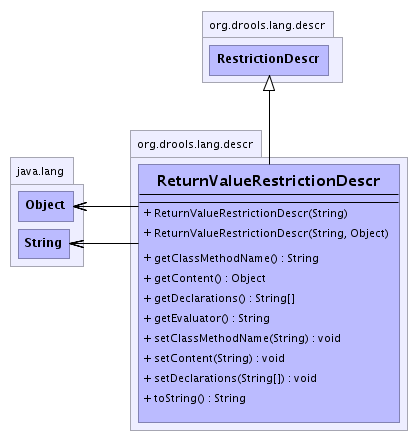 org.drools.lang.descr
RestrictionDescr
org.drools.lang.descr
java.lang
Object
String
ReturnValueRestrictionDescr
+ ReturnValueRestrictionDescr(String)
+ ReturnValueRestrictionDescr(String, Object)
+ getClassMethodName() : String
+ getContent() : Object
+ getDeclarations() : String[]
+ getEvaluator() : String
+ setClassMethodName(String) : void
+ setContent(String) : void
+ setDeclarations(String[]) : void
+ toString() : String